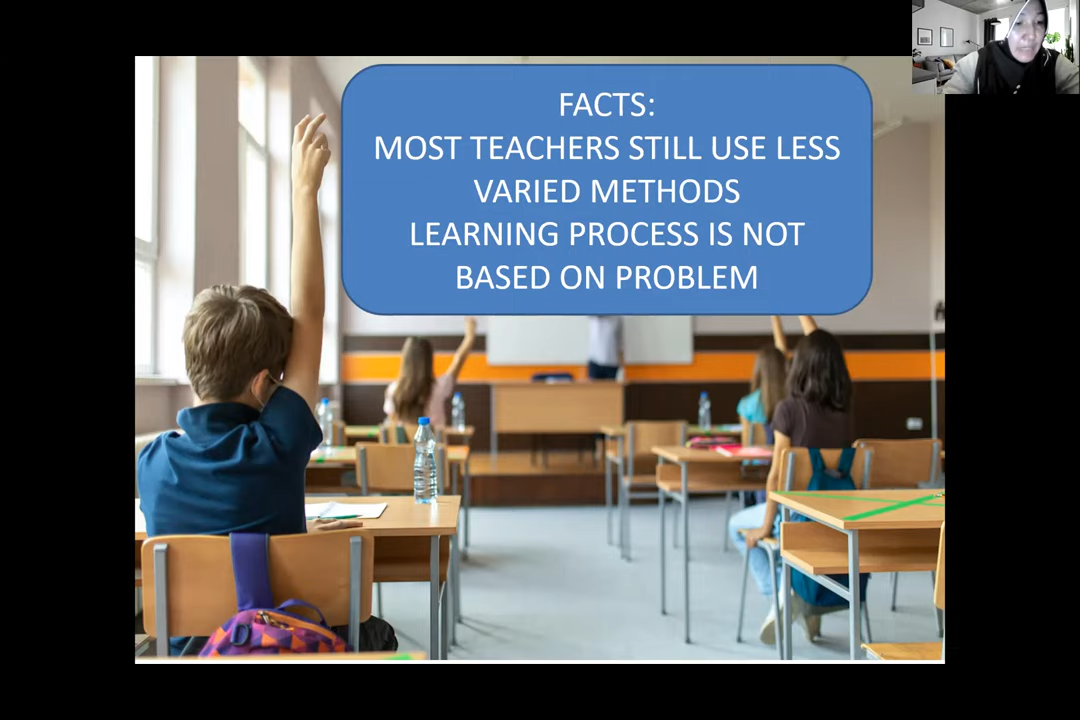 FACTS:
MOST TEACHERS STILL USE LESS
VARIED METHODS
LEARNING PROCESS IS NOT
BASED ON PROBLEM